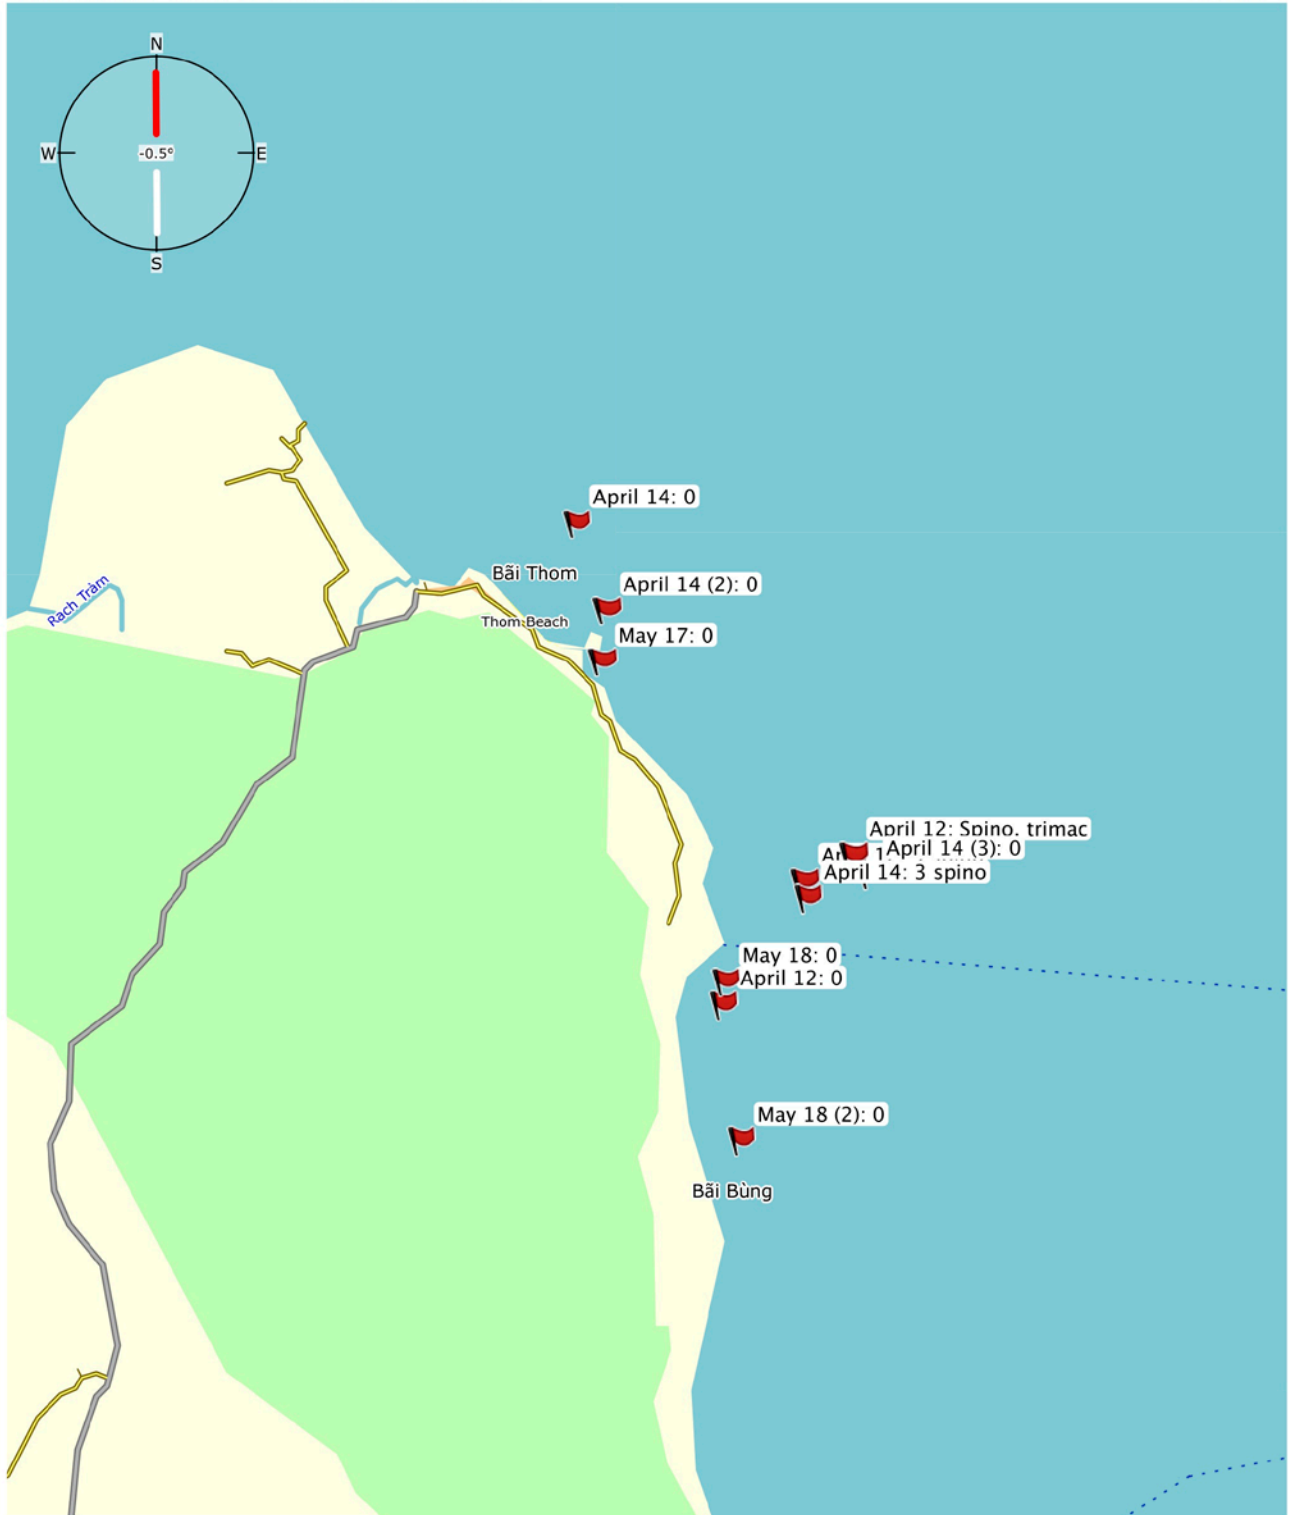 N
W
-0.5°
E
S
April 14: 0
Bãi Thom
April 14 (2): 0
Rach Tràm
Thom Beach
May 17: 0
April 12: Spino, trimac
April 14 (3): 0
April 14: 3 spino
May 18: 0
April 12: 0
May 18 (2): 0
Bãi Bùng